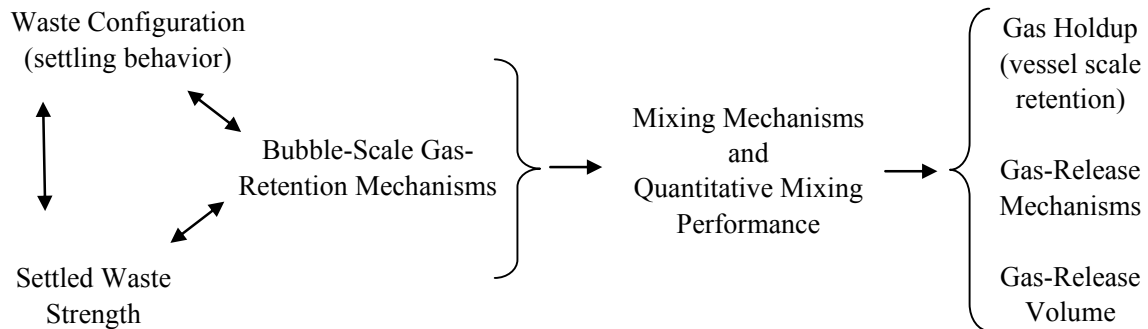 Waste Configuration
(settling behavior)
Bubble-Scale Gas-
Retention Mechanisms
Settled Waste
Strength
Mixing Mechanisms
and
Quantitative Mixing
Performance
Gas Holdup
(vessel scale
retention)
Gas-Release
Mechanisms
Gas-Release
Volume